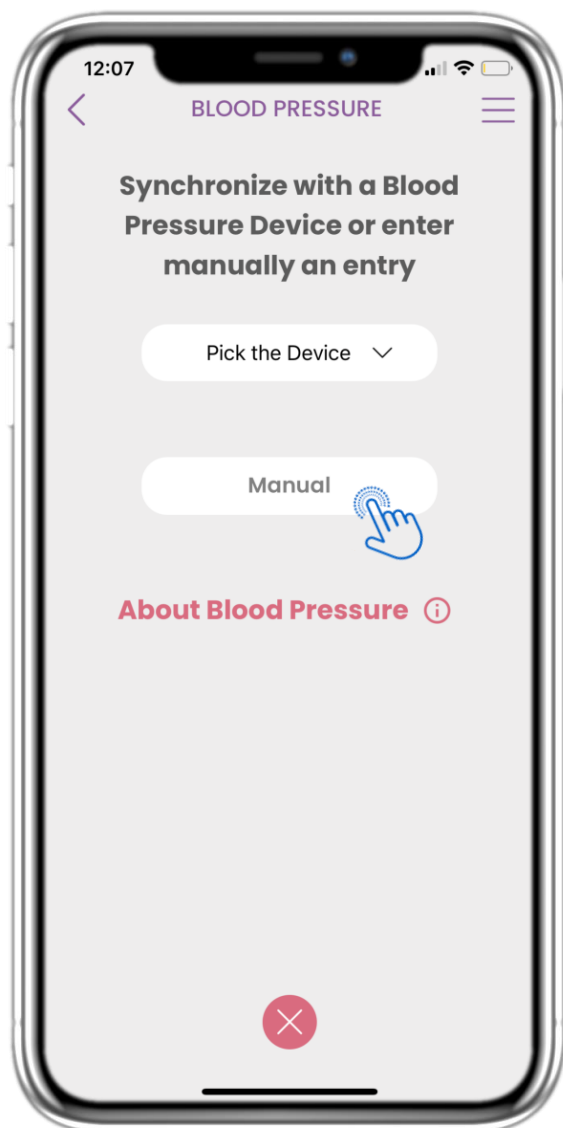 12:07
BLOOD PRESSURE
Synchronize with a Blood
Pressure Device or enter
manually an entry
Pick the Device
Manual
About Blood Pressure